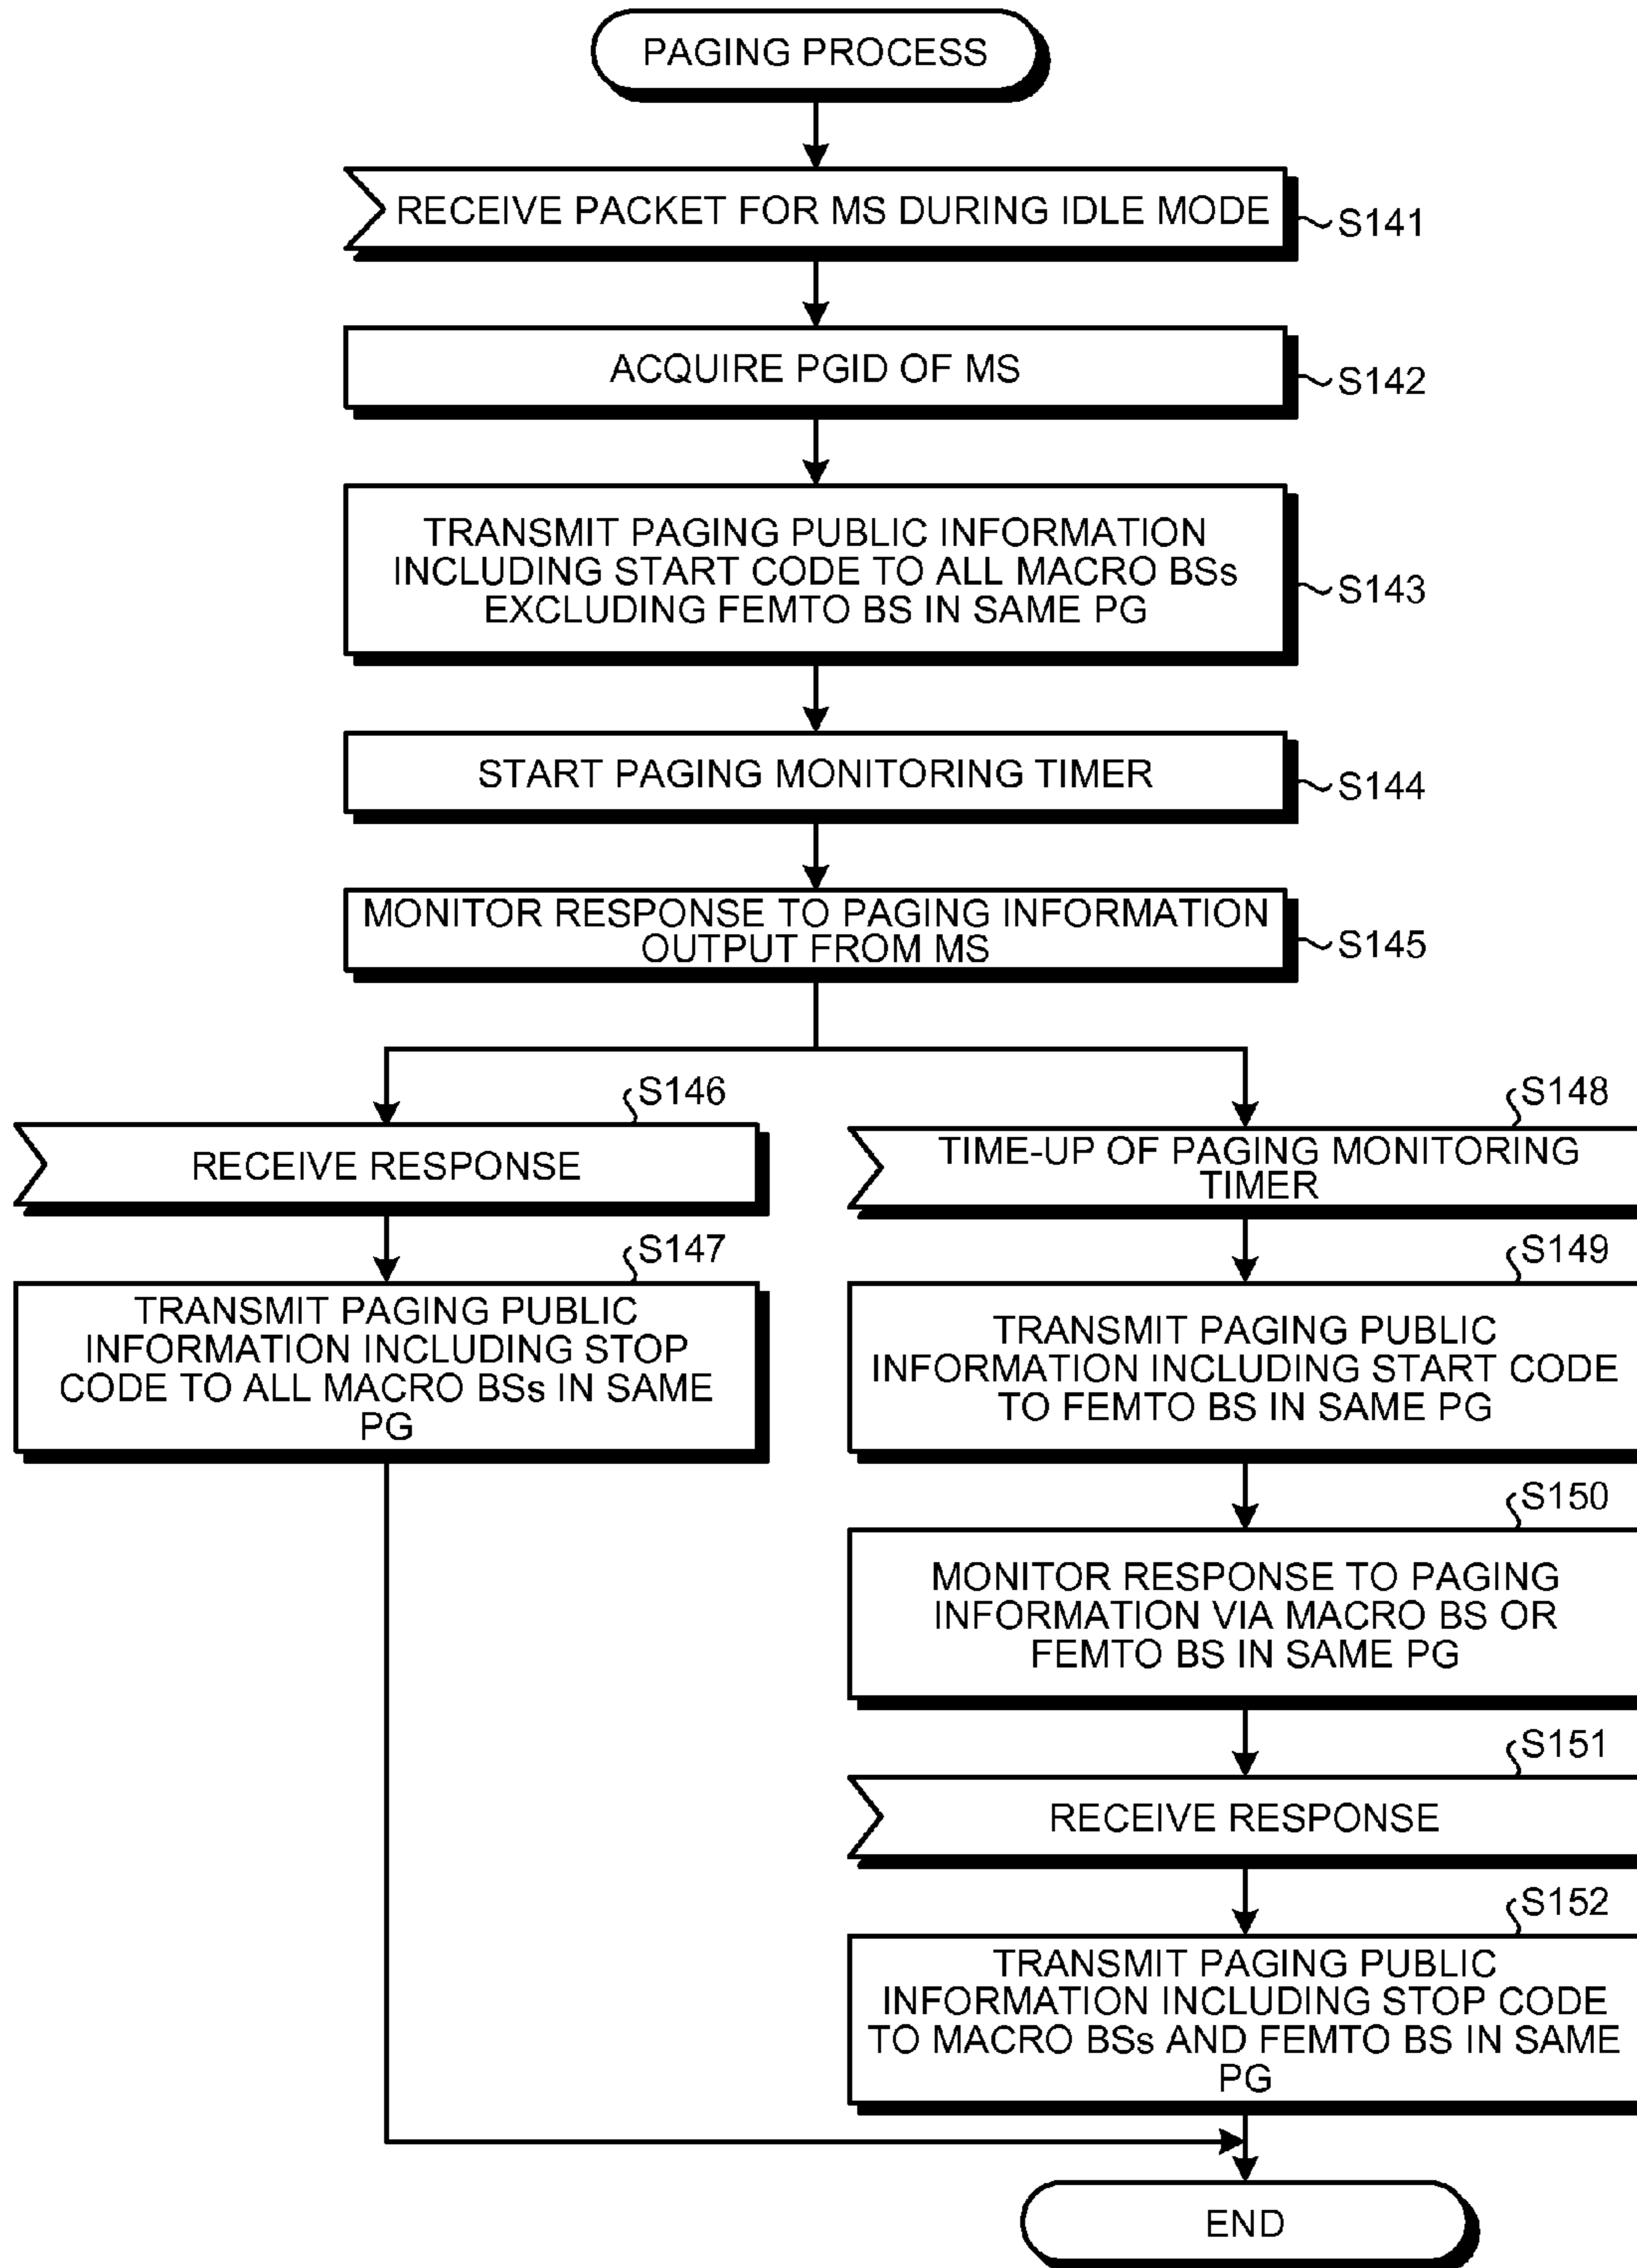 PAGING PROCESS
RECEIVE PACKET FOR MS DURING IDLE MODE
S141
ACQUIRE PGID OF MS
S142
TRANSMIT PAGING PUBLIC INFORMATION
INCLUDING START CODE TO ALL MACRO BSs
EXCLUDING FEMTO BS IN SAME PG
S143
START PAGING MONITORING TIMER
S144
MONITOR RESPONSE TO PAGING INFORMATION
OUTPUT FROM MS
S145
S146
RECEIVE RESPONSE
S147
TRANSMIT PAGING PUBLIC
INFORMATION INCLUDING STOP
CODE TO ALL MACRO BSs IN SAME
PG
S148
TIME-UP OF PAGING MONITORING
TIMER
S149
TRANSMIT PAGING PUBLIC
INFORMATION INCLUDING START CODE
TO FEMTO BS IN SAME PG
S150
MONITOR RESPONSE TO PAGING
INFORMATION VIA MACRO BS OR
FEMTO BS IN SAME PG
S151
RECEIVE RESPONSE
S152
TRANSMIT PAGING PUBLIC
INFORMATION INCLUDING STOP CODE
TO MACRO BSs AND FEMTO BS IN SAME
PG
END